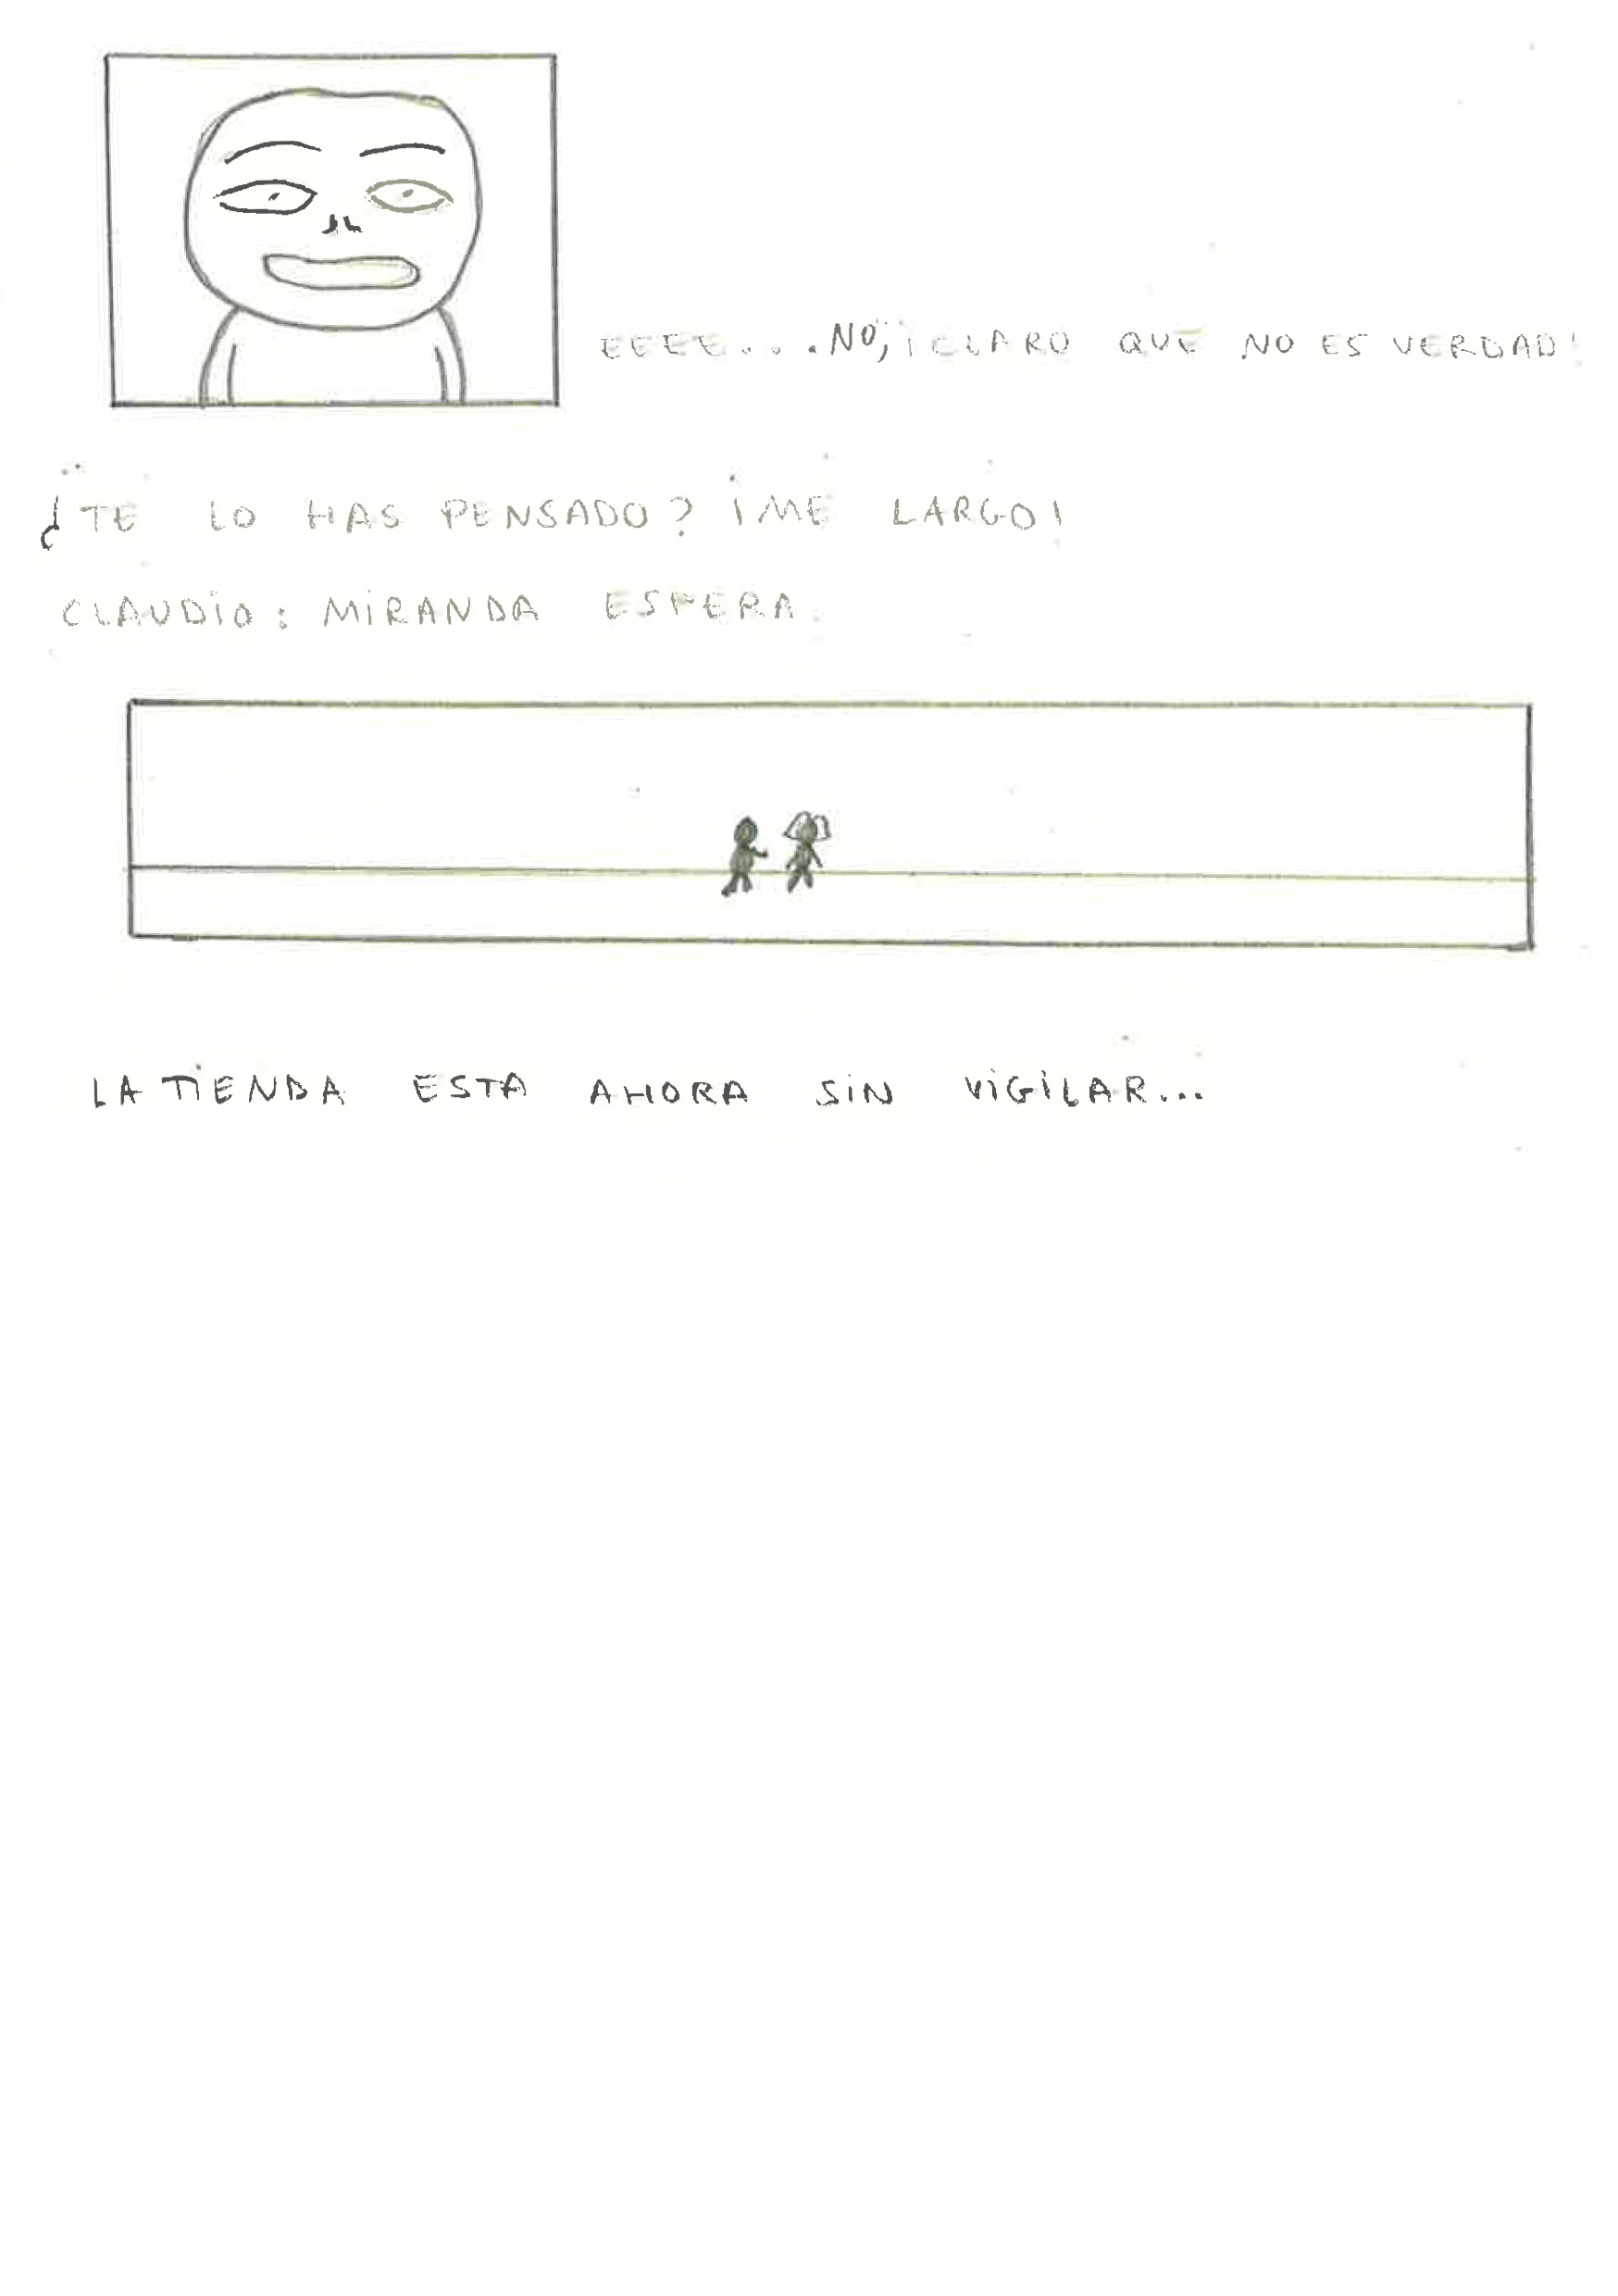 EEEE....NO, ¡CLARO QUE NO ES VERDAD!
¿TE LO HAS PENSADO? ¡ME LARGO!
CLAUDIO: MIRANDA ESPERA.
LA TIENDA ESTA AHORA SIN VIGILAR...